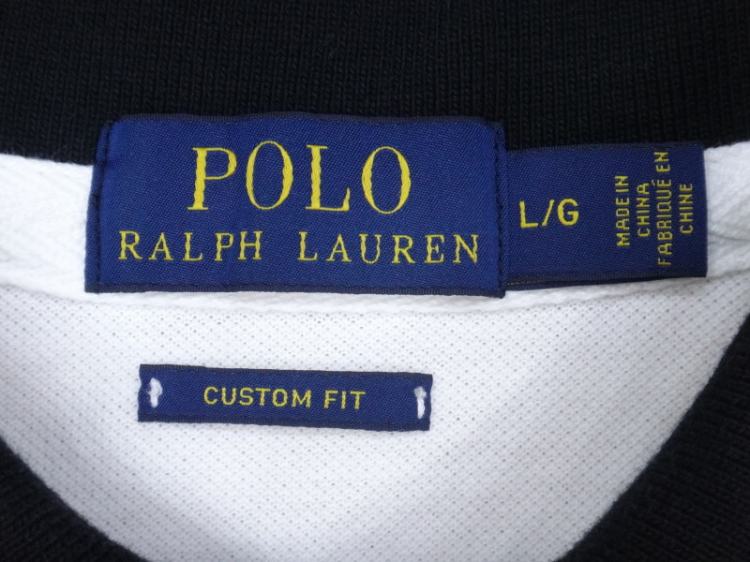 POLO
RALPH LAUREN
L/G
MADE IN
CHINA
FABRIQUÉ EN
CHINE
CUSTOM FIT